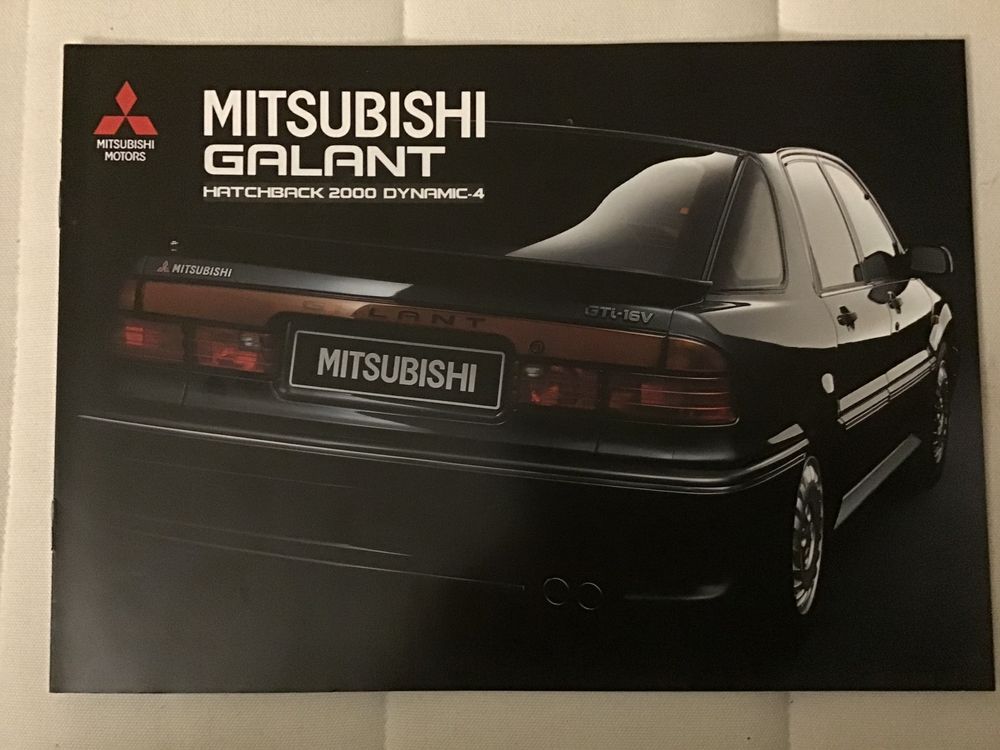 MITSUBISHI
MOTORS
MITSUBISHI
GALANT
HATCHBACK 2000 DYNAMIC-4
MITSUBISHI
GALANT
GTi-16V
MITSUBISHI